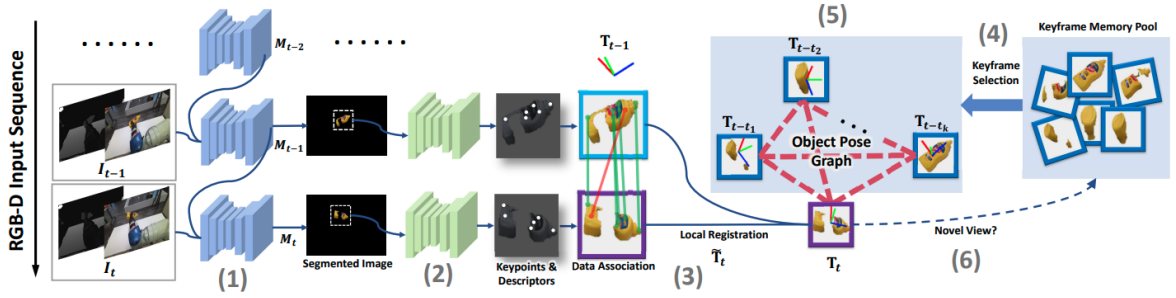 RGB-D Input Sequence
. . . . . .
M_{t-2}
. . . . . .
I_{t-1}
M_{t-1}
I_t
M_t
(1)
Segmented Image
(2)
Keypoints &
Descriptors
T_{t-1}
Data Association
(3)
Local Registration
T̃_t
(5)
T_{t-t_2}
T_{t-t_1}
. . .
T_{t-t_k}
Object Pose
Graph
T_t
(4)
Keyframe
Selection
Keyframe Memory Pool
Novel View?
(6)